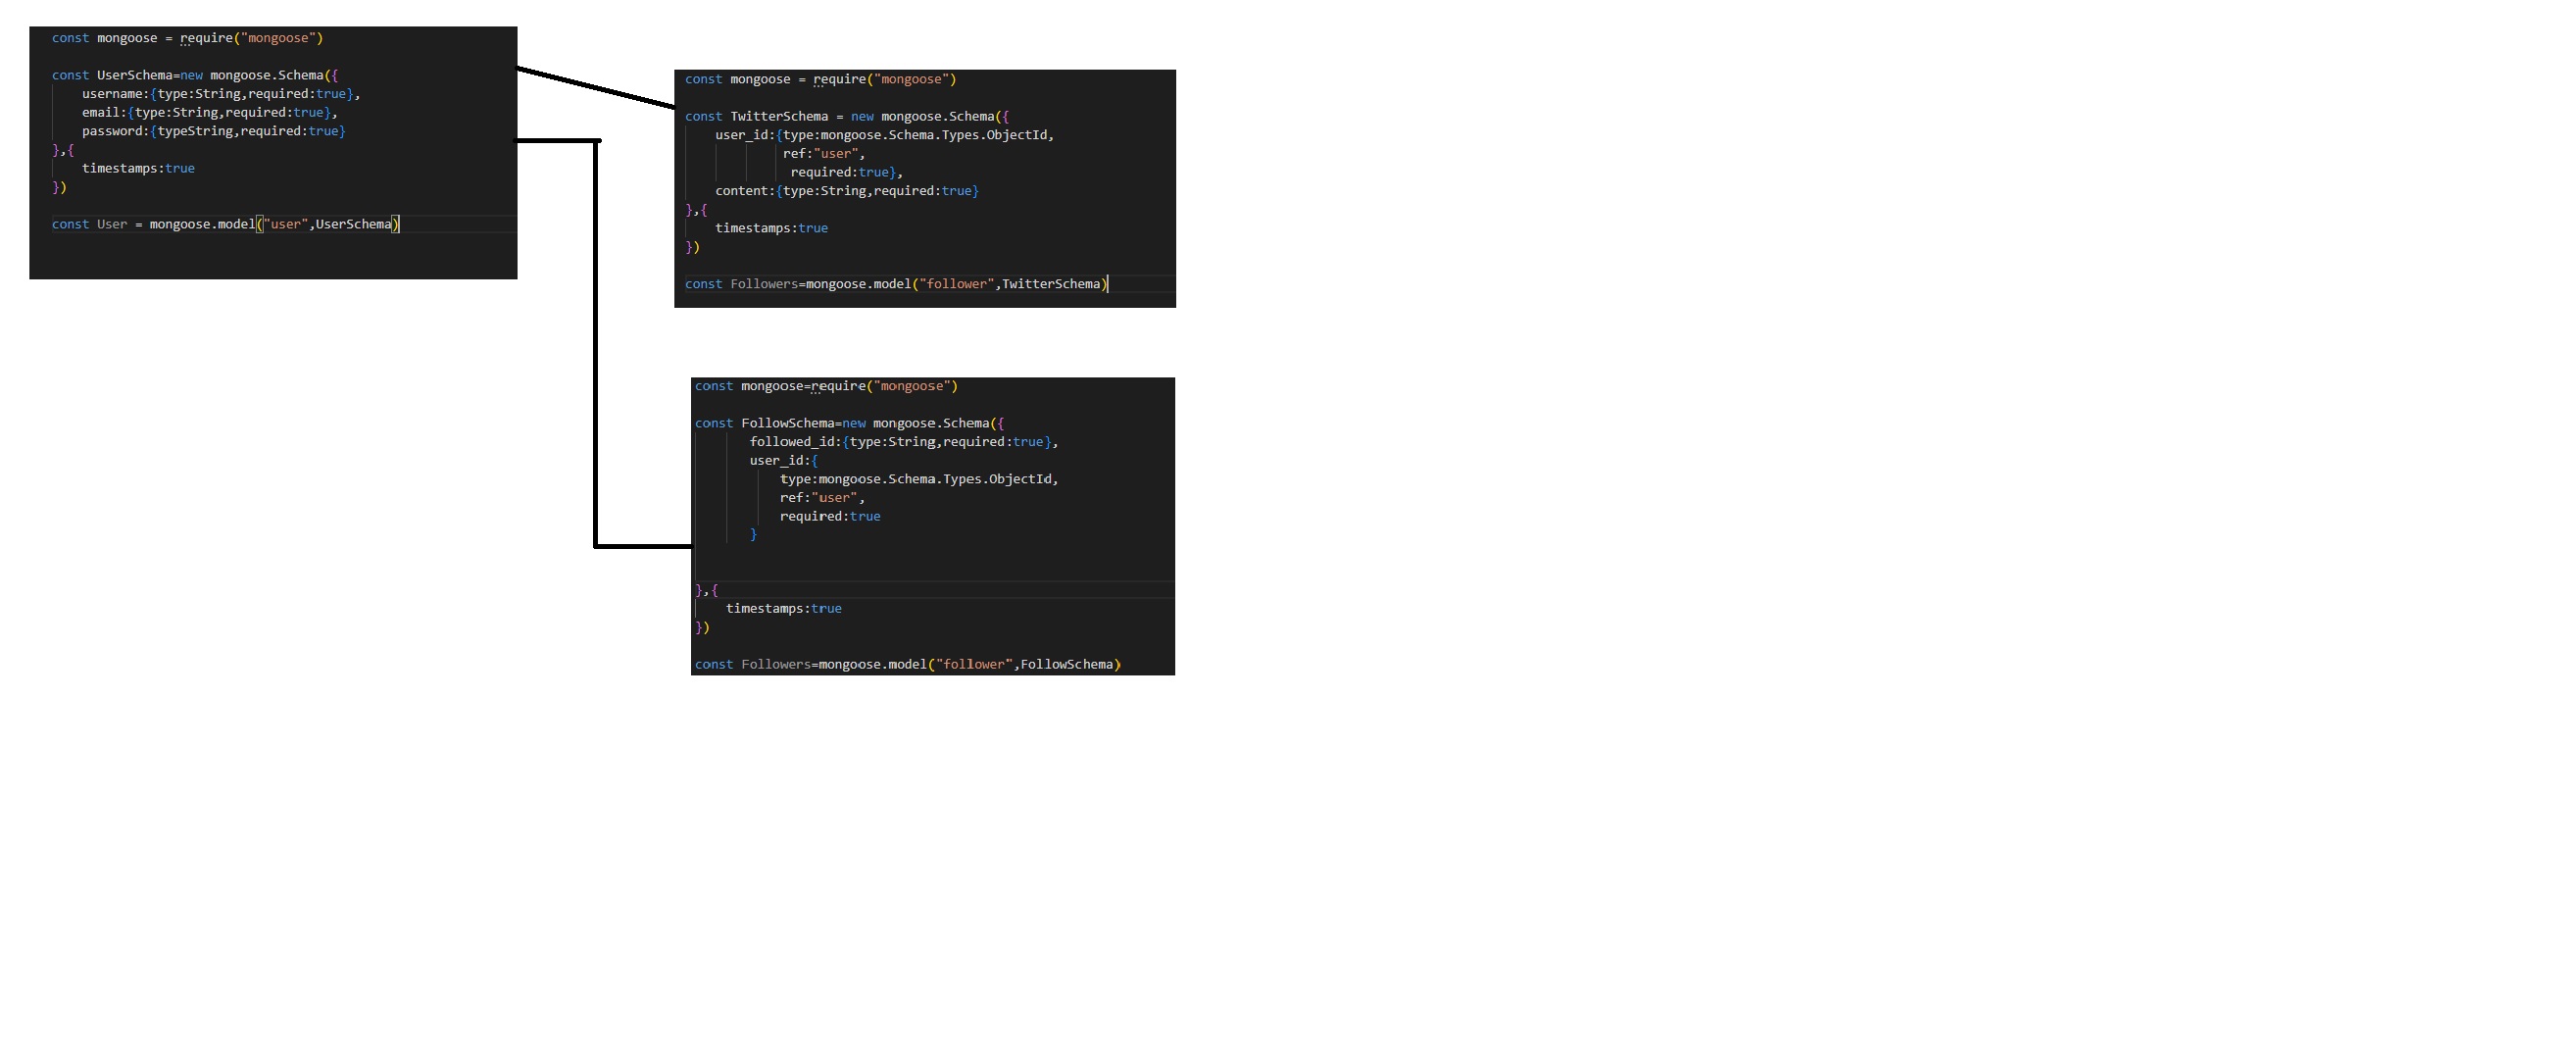 const mongoose = require("mongoose")
const UserSchema=new mongoose.Schema({
    username:{type:String,required:true},
    email:{type:String,required:true},
    password:{typeString,required:true}
},{
    timestamps:true
})
const User = mongoose.model("user",UserSchema)
const mongoose = require("mongoose")
const TwitterSchema = new mongoose.Schema({
    user_id:{type:mongoose.Schema.Types.ObjectId,
             ref:"user",
              required:true},
    content:{type:String,required:true}
},{
    timestamps:true
})
const Followers=mongoose.model("follower",TwitterSchema)
const mongoose=require("mongoose")
const FollowSchema=new mongoose.Schema({
       followed_id:{type:String,required:true},
       user_id:{
           type:mongoose.Schema.Types.ObjectId,
           ref:"user",
           required:true
       }
},{
    timestamps:true
})
const Followers=mongoose.model("follower",FollowSchema)